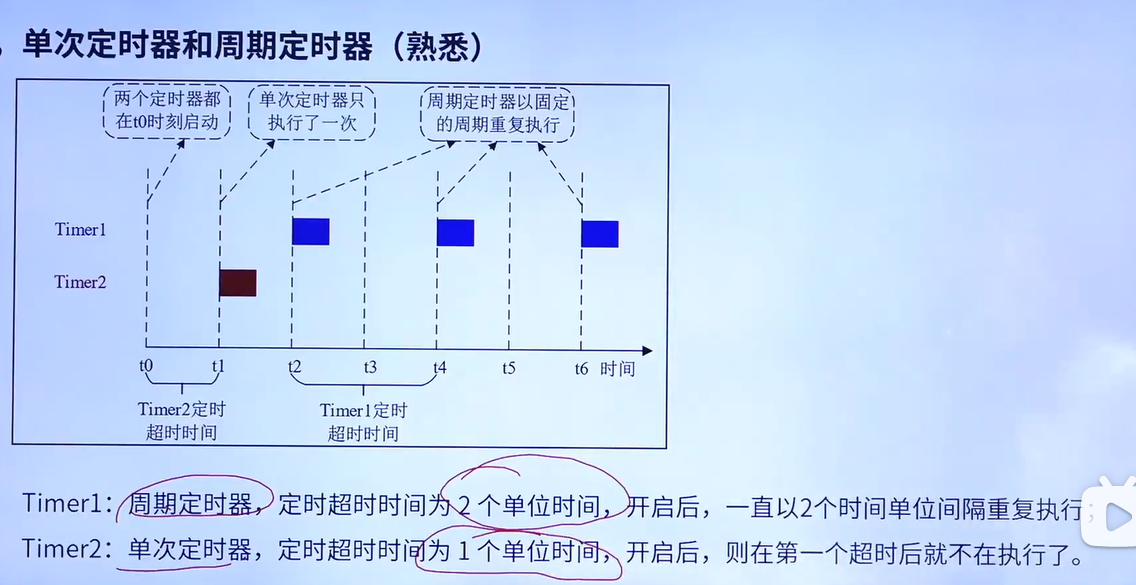 单次定时器和周期定时器（熟悉）
两个定时器都
在t0时刻启动
单次定时器只
执行了一次
周期定时器以固定
的周期重复执行
Timer1
Timer2
t0 t1 t2 t3 t4 t5 t6 时间
Timer2定时
超时时间
Timer1定时
超时时间
Timer1：周期定时器，定时超时时间为 2 个单位时间，开启后，一直以2个时间单位间隔重复执行；
Timer2：单次定时器，定时超时时间为 1 个单位时间，开启后，则在第一个超时后就不在执行了。